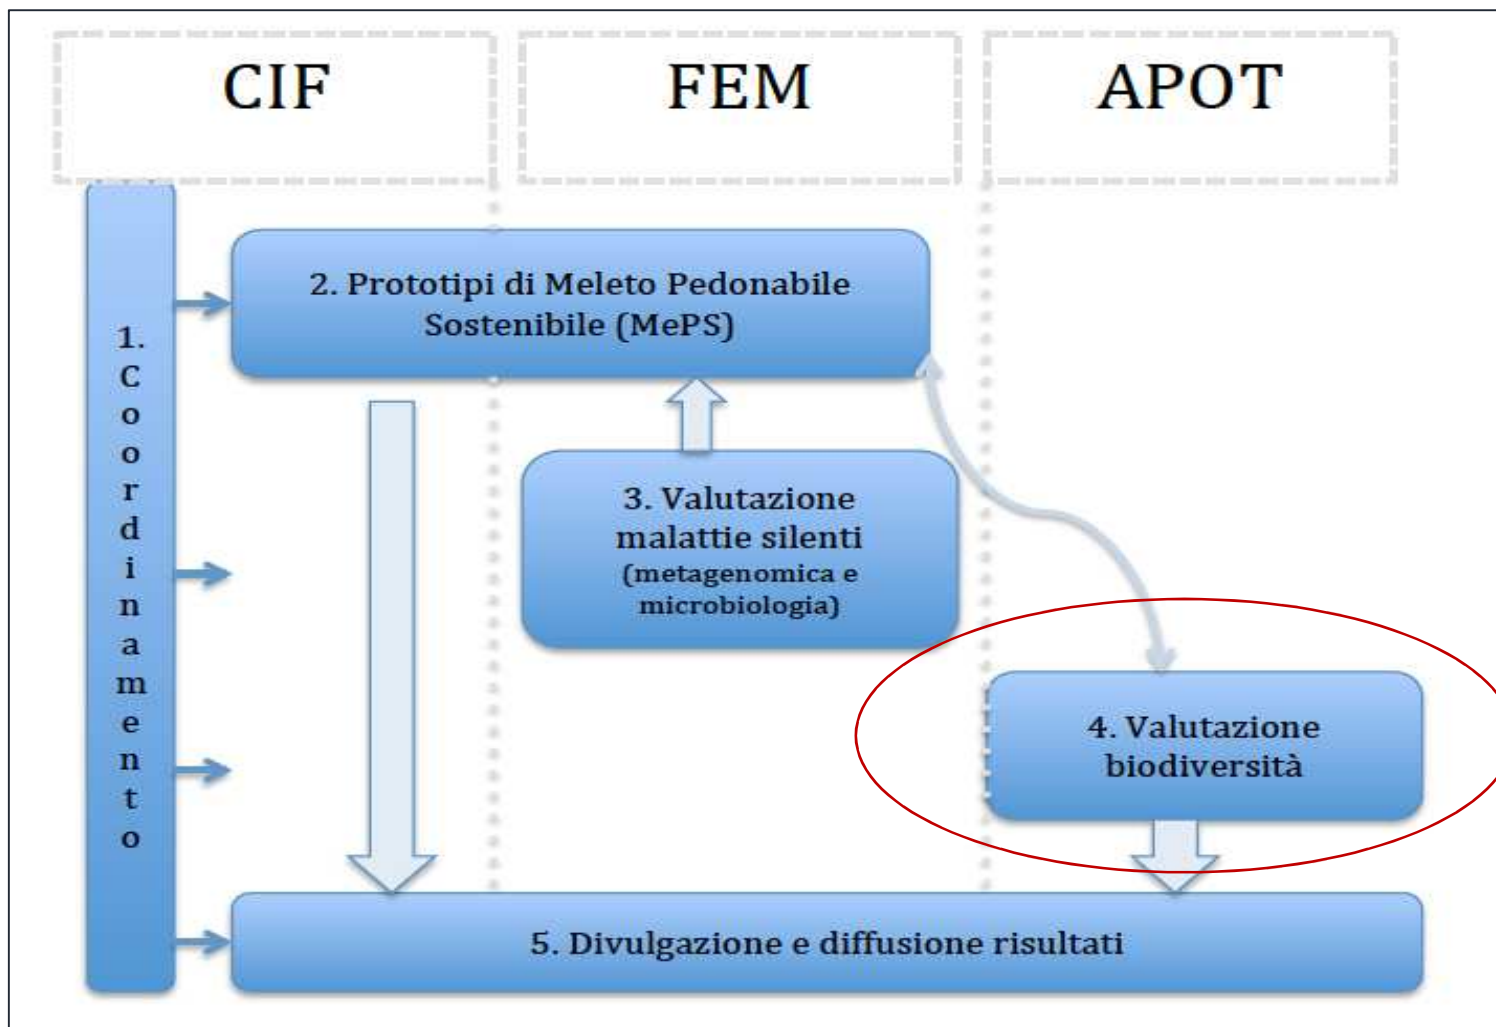 CIF
FEM
APOT
1.
C
o
o
r
d
i
n
a
m
e
n
t
o
2. Prototipi di Meleto Pedonabile
Sostenibile (MePS)
3. Valutazione
malattie silenti
(metagenomica e
microbiologia)
4. Valutazione
biodiversità
5. Divulgazione e diffusione risultati